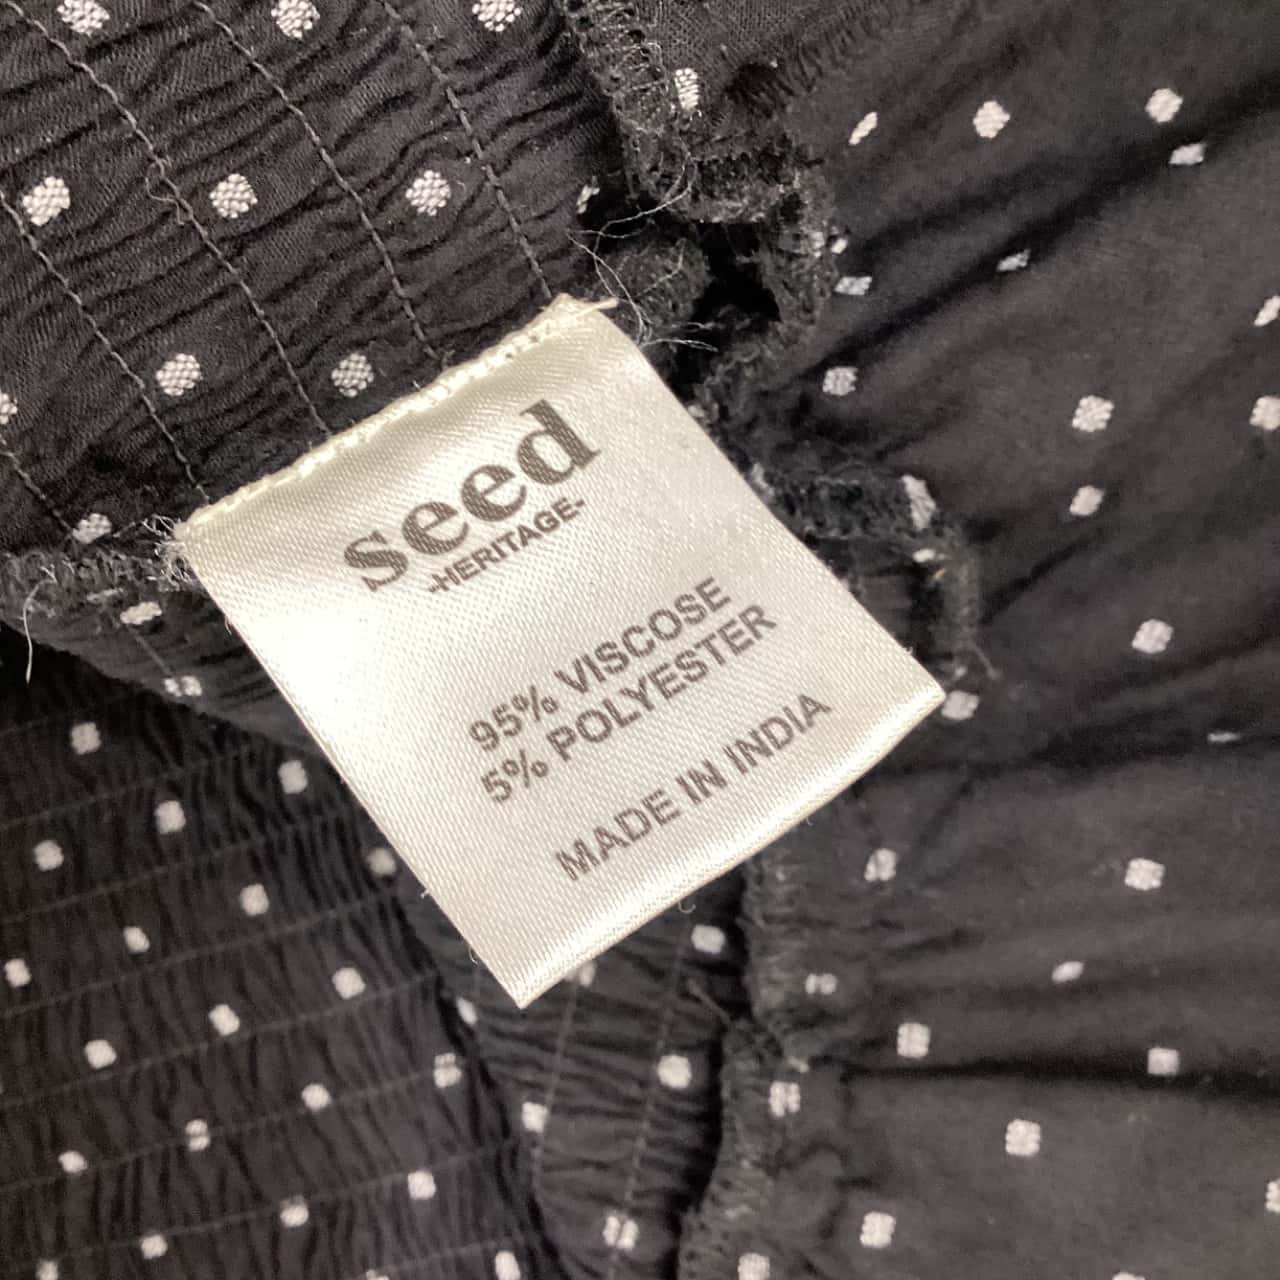 seed
-HERITAGE-
95% VISCOSE
5% POLYESTER
MADE IN INDIA